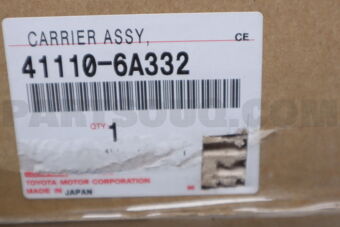 CARRIER ASSY,
CE
41110-6A332
QTY
1
TOYOTA MOTOR CORPORATION
MADE IN JAPAN